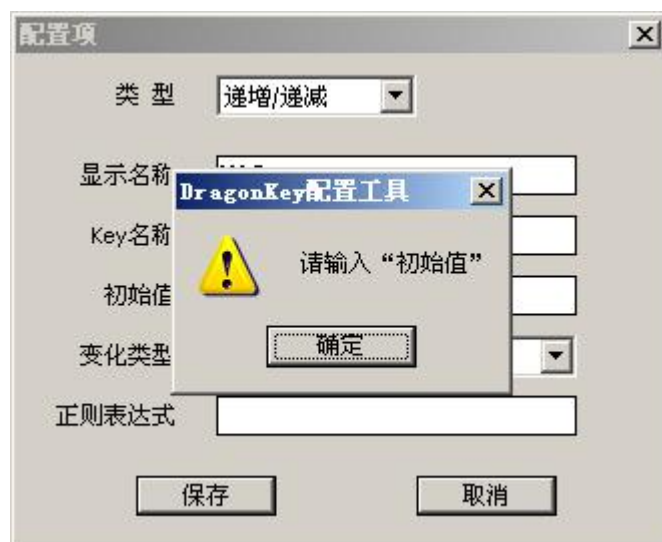 配置项
类 型
递增/递减
显示名称
DragonKey配置工具
Key名称
请输入“初始值”
初始值
确定
变化类型
正则表达式
保存
取消